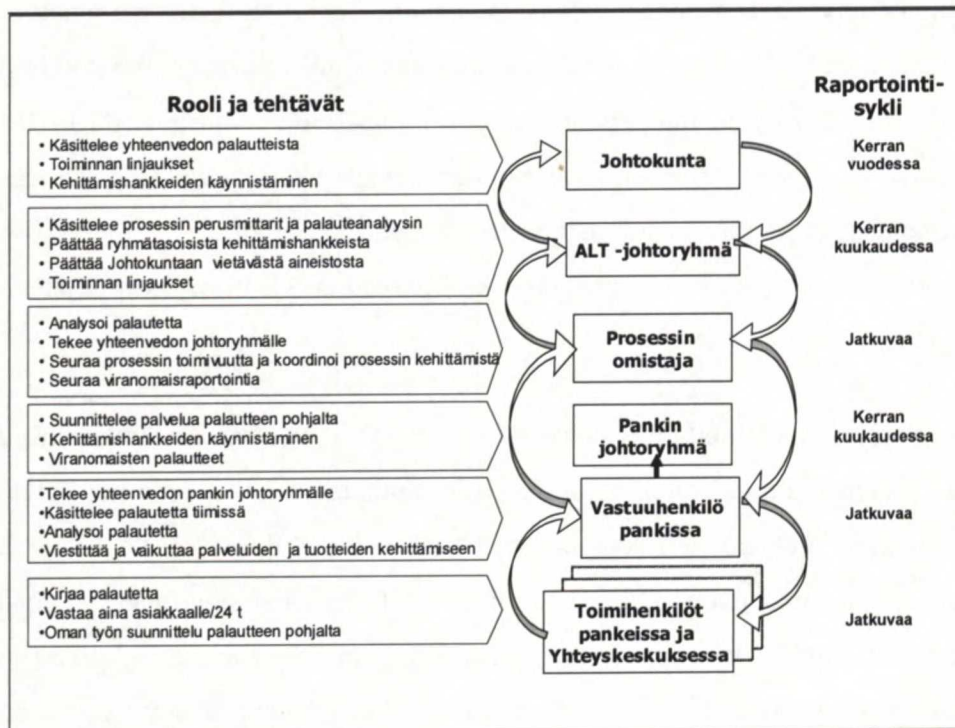 Rooli ja tehtävät
Raportointi-
sykli
• Käsittelee yhteenvedon palautteista
• Toiminnan linjaukset
• Kehittämishankkeiden käynnistäminen
Johtokunta
Kerran
vuodessa
• Käsittelee prosessin perusmittarit ja palauteanalyysin
• Päättää ryhmätasoisista kehittämishankkeista
• Päättää Johtokuntaan vietävästä aineistosta
• Toiminnan linjaukset
ALT -johtoryhmä
Kerran
kuukaudessa
• Analysoi palautetta
• Tekee yhteenvedon johtoryhmälle
• Seuraa prosessin toimivuutta ja koordinoi prosessin kehittämistä
• Seuraa viranomaisraportointia
Prosessin
omistaja
Jatkuvaa
• Suunnittelee palvelua palautteen pohjalta
• Kehittämishankkeiden käynnistäminen
• Viranomaisten palautteet
Pankin
johtoryhmä
Kerran
kuukaudessa
•Tekee yhteenvedon pankin johtoryhmälle
•Käsittelee palautetta tiimissä
•Analysoi palautetta
•Viestittää ja vaikuttaa palveluiden ja tuotteiden kehittämiseen
Vastuuhenkilö
pankissa
Jatkuvaa
•Kirjaa palautetta
•Vastaa aina asiakkaalle/24 t
•Oman työn suunnittelu palautteen pohjalta
Toimihenkilöt
pankeissa ja
Yhteyskeskuksessa
Jatkuvaa